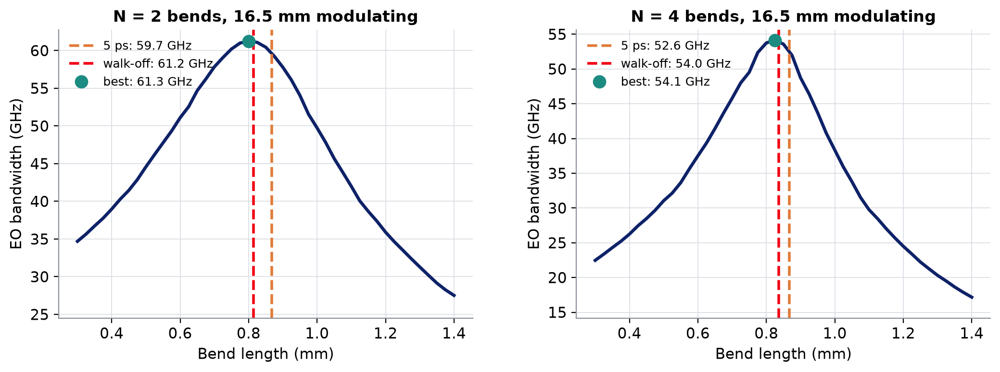 N = 2 bends, 16.5 mm modulating
5 ps: 59.7 GHz
walk-off: 61.2 GHz
best: 61.3 GHz
EO bandwidth (GHz)
60
55
50
45
40
35
30
25
0.4 0.6 0.8 1.0 1.2 1.4
Bend length (mm)
N = 4 bends, 16.5 mm modulating
5 ps: 52.6 GHz
walk-off: 54.0 GHz
best: 54.1 GHz
EO bandwidth (GHz)
55
50
45
40
35
30
25
20
15
0.4 0.6 0.8 1.0 1.2 1.4
Bend length (mm)